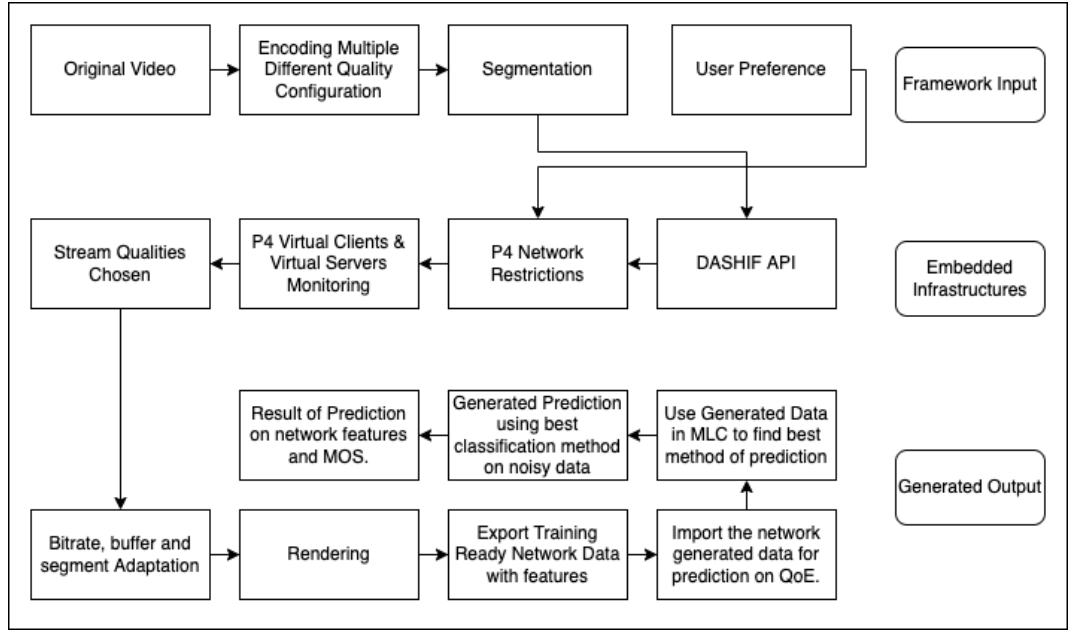 Original Video
Encoding Multiple
Different Quality
Configuration
Segmentation
User Preference
Framework Input
Stream Qualities
Chosen
P4 Virtual Clients &
Virtual Servers
Monitoring
P4 Network
Restrictions
DASHIF API
Embedded
Infrastructures
Result of Prediction
on network features
and MOS.
Generated Prediction
using best
classification method
on noisy data
Use Generated Data
in MLC to find best
method of prediction
Generated Output
Bitrate, buffer and
segment Adaptation
Rendering
Export Training
Ready Network Data
with features
Import the network
generated data for
prediction on QoE.